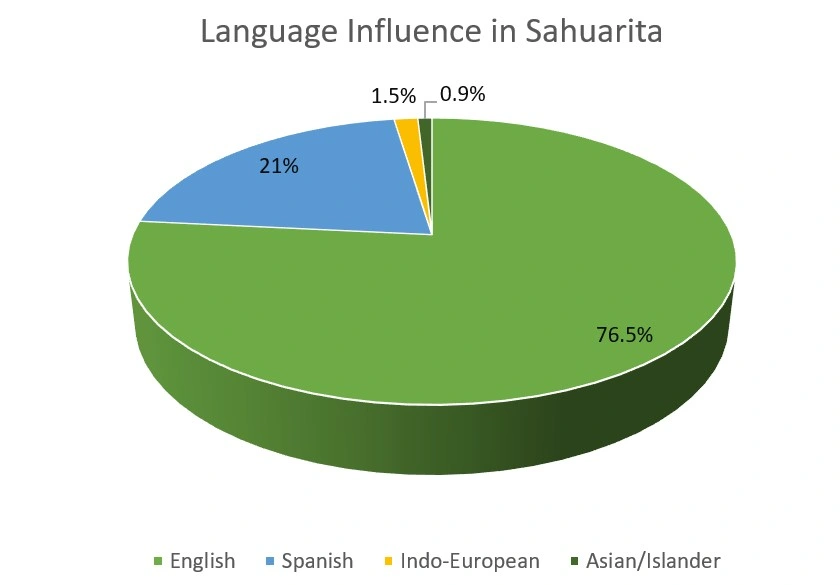 Language Influence in Sahuarita
1.5% 0.9%
21%
76.5%
English Spanish Indo-European Asian/Islander